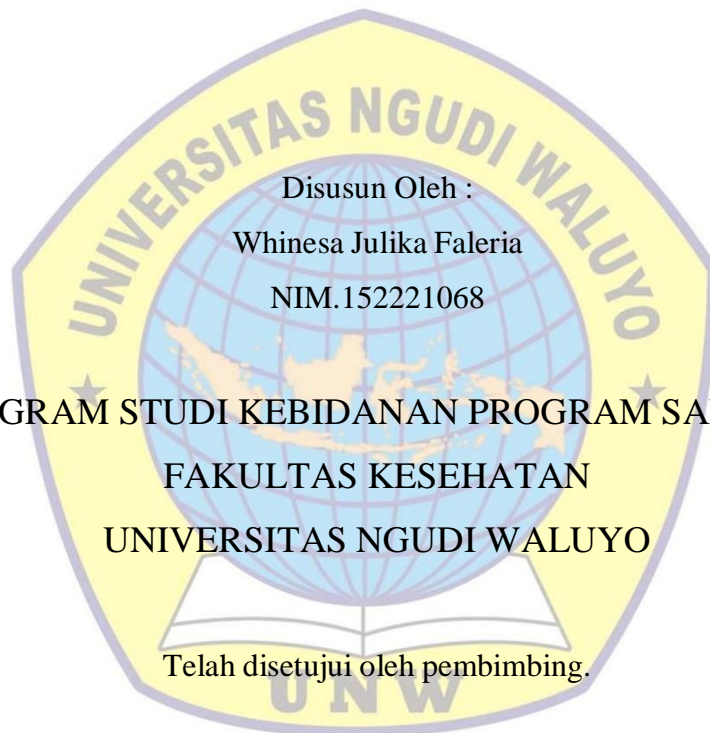 UNIVERSITAS NGUDI WALUYO
Disusun Oleh :
Whinesa Julika Faleria
NIM.152221068
GRAM STUDI KEBIDANAN PROGRAM SA
FAKULTAS KESEHATAN
UNIVERSITAS NGUDI WALUYO
Telah disetujui oleh pembimbing.
UNW